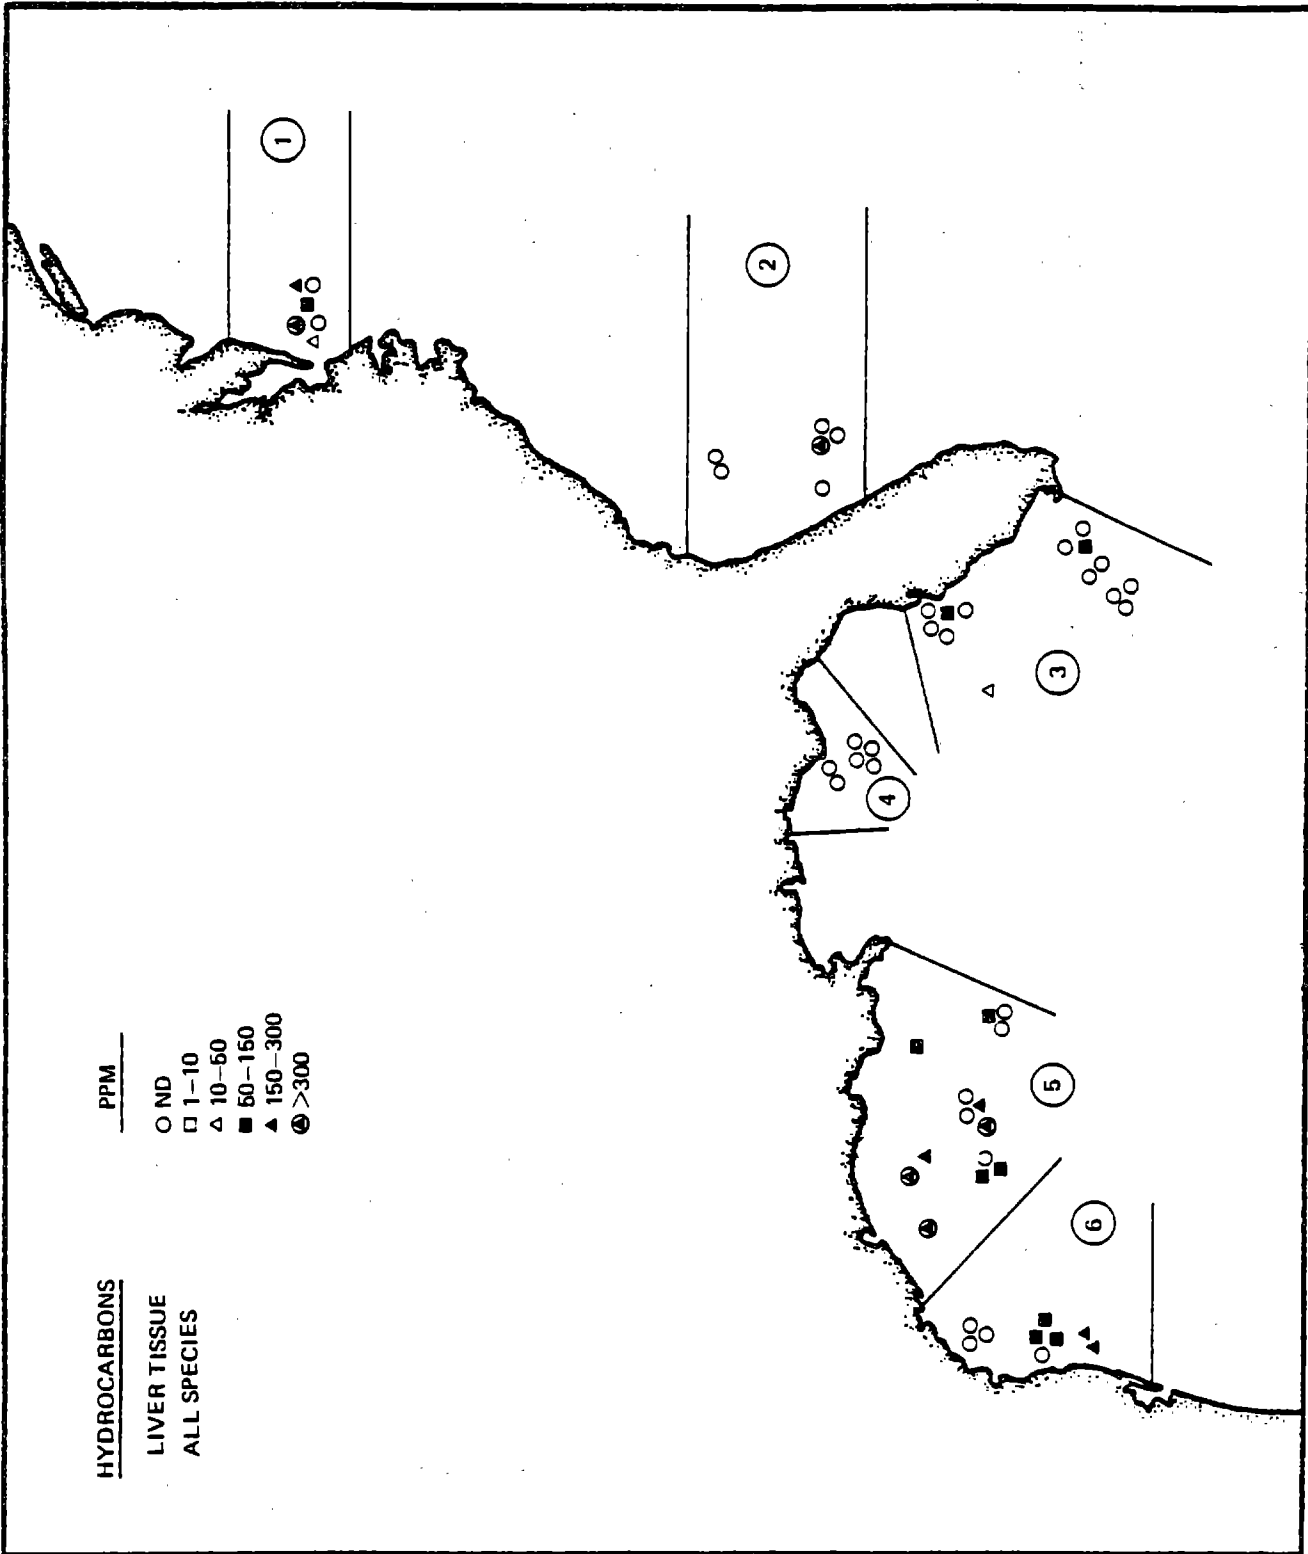 HYDROCARBONS
LIVER TISSUE
ALL SPECIES
PPM
ND
1–10
10–50
50–150
150–300
>300
1
2
3
4
5
6